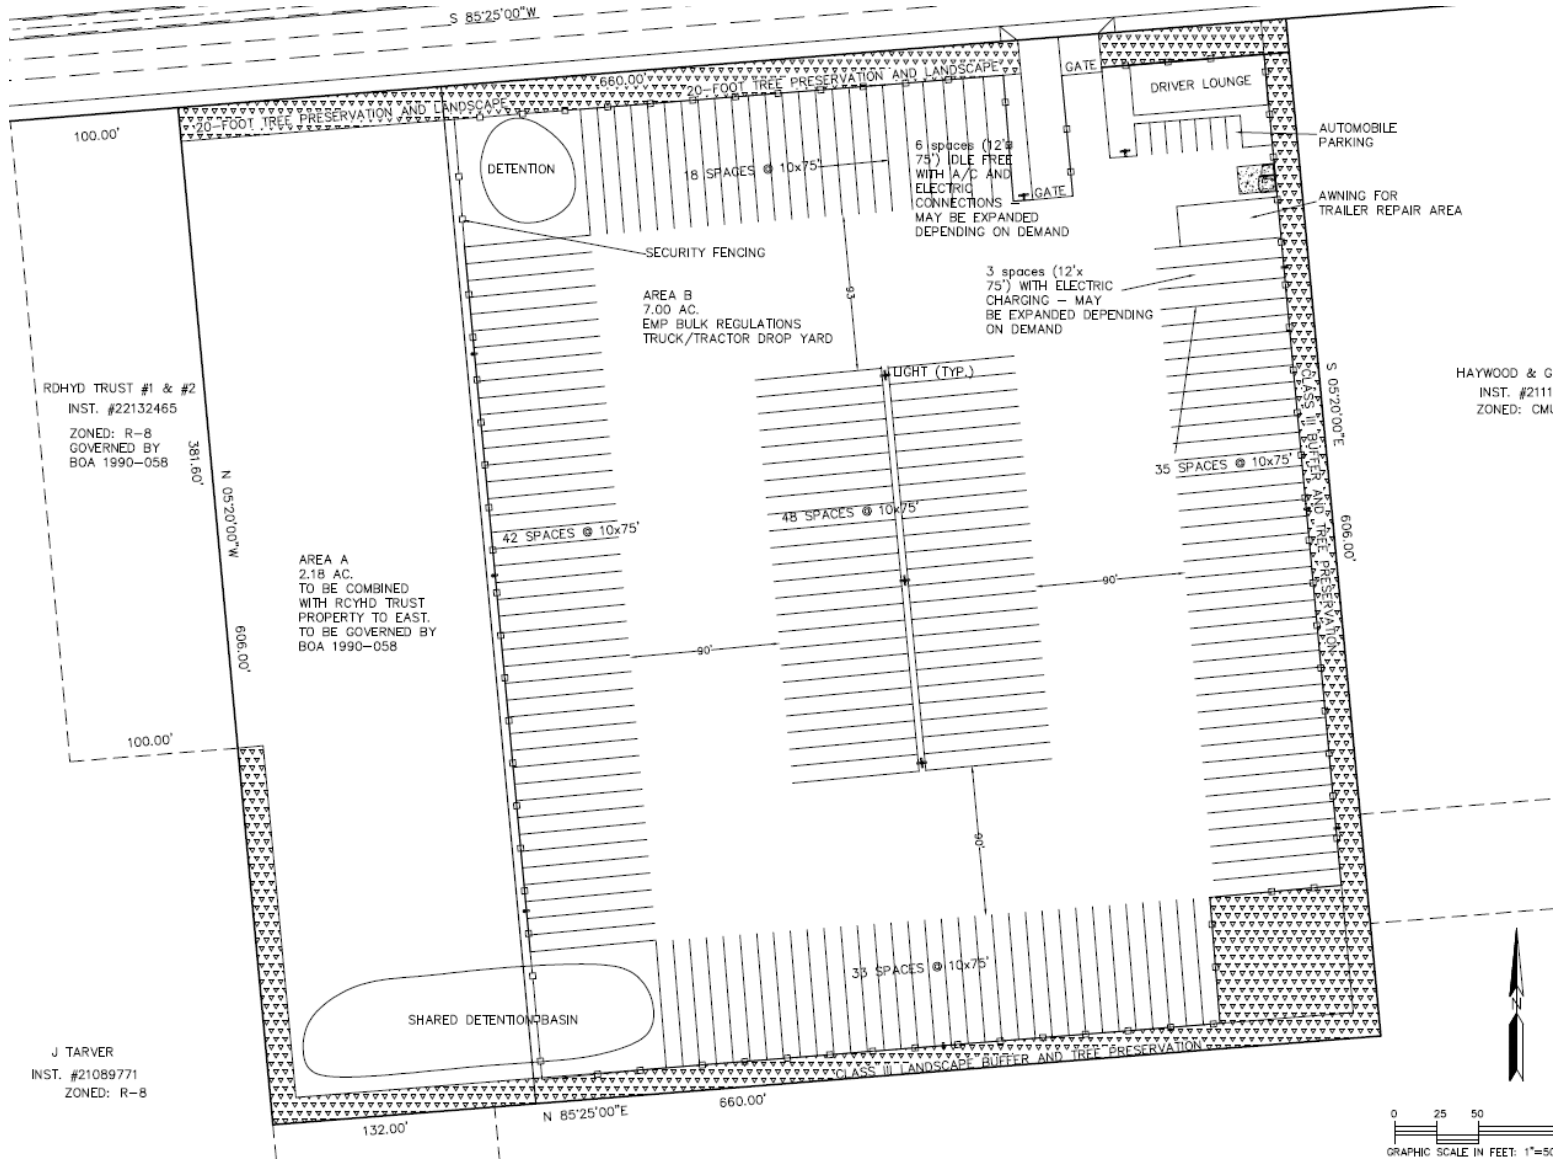 S 85°25'00"W
660.00'
20-FOOT TREE PRESERVATION AND LANDSCAPE
20-FOOT TREE PRESERVATION AND LANDSCAPE
GATE
DRIVER LOUNGE
100.00'
AUTOMOBILE
PARKING
DETENTION
18 SPACES @ 10x75'
6 spaces (12'x
75') IDLE FREE
WITH A/C AND
ELECTRIC
CONNECTIONS –
MAY BE EXPANDED
DEPENDING ON DEMAND
GATE
AWNING FOR
TRAILER REPAIR AREA
SECURITY FENCING
3 spaces (12'x
75') WITH ELECTRIC
CHARGING – MAY
BE EXPANDED DEPENDING
ON DEMAND
AREA B
7.00 AC.
EMP BULK REGULATIONS
TRUCK/TRACTOR DROP YARD
93'
LIGHT (TYP.)
RDHYD TRUST #1 & #2
INST. #22132465
ZONED: R-8
GOVERNED BY
BOA 1990-058
381.60'
N 05°20'00"W
606.00'
HAYWOOD & G
INST. #2111
ZONED: CMU
S 05°20'00"E
606.00'
CLASS III BUFFER AND TREE PRESERVATION
35 SPACES @ 10x75'
48 SPACES @ 10x75'
42 SPACES @ 10x75'
AREA A
2.18 AC.
TO BE COMBINED
WITH RCYHD TRUST
PROPERTY TO EAST.
TO BE GOVERNED BY
BOA 1990-058
90'
90'
100.00'
90'
33 SPACES @ 10x75'
SHARED DETENTION BASIN
J TARVER
INST. #21089771
ZONED: R-8
CLASS III LANDSCAPE BUFFER AND TREE PRESERVATION
132.00'
N 85°25'00"E
660.00'
N
0 25 50
GRAPHIC SCALE IN FEET: 1"=50